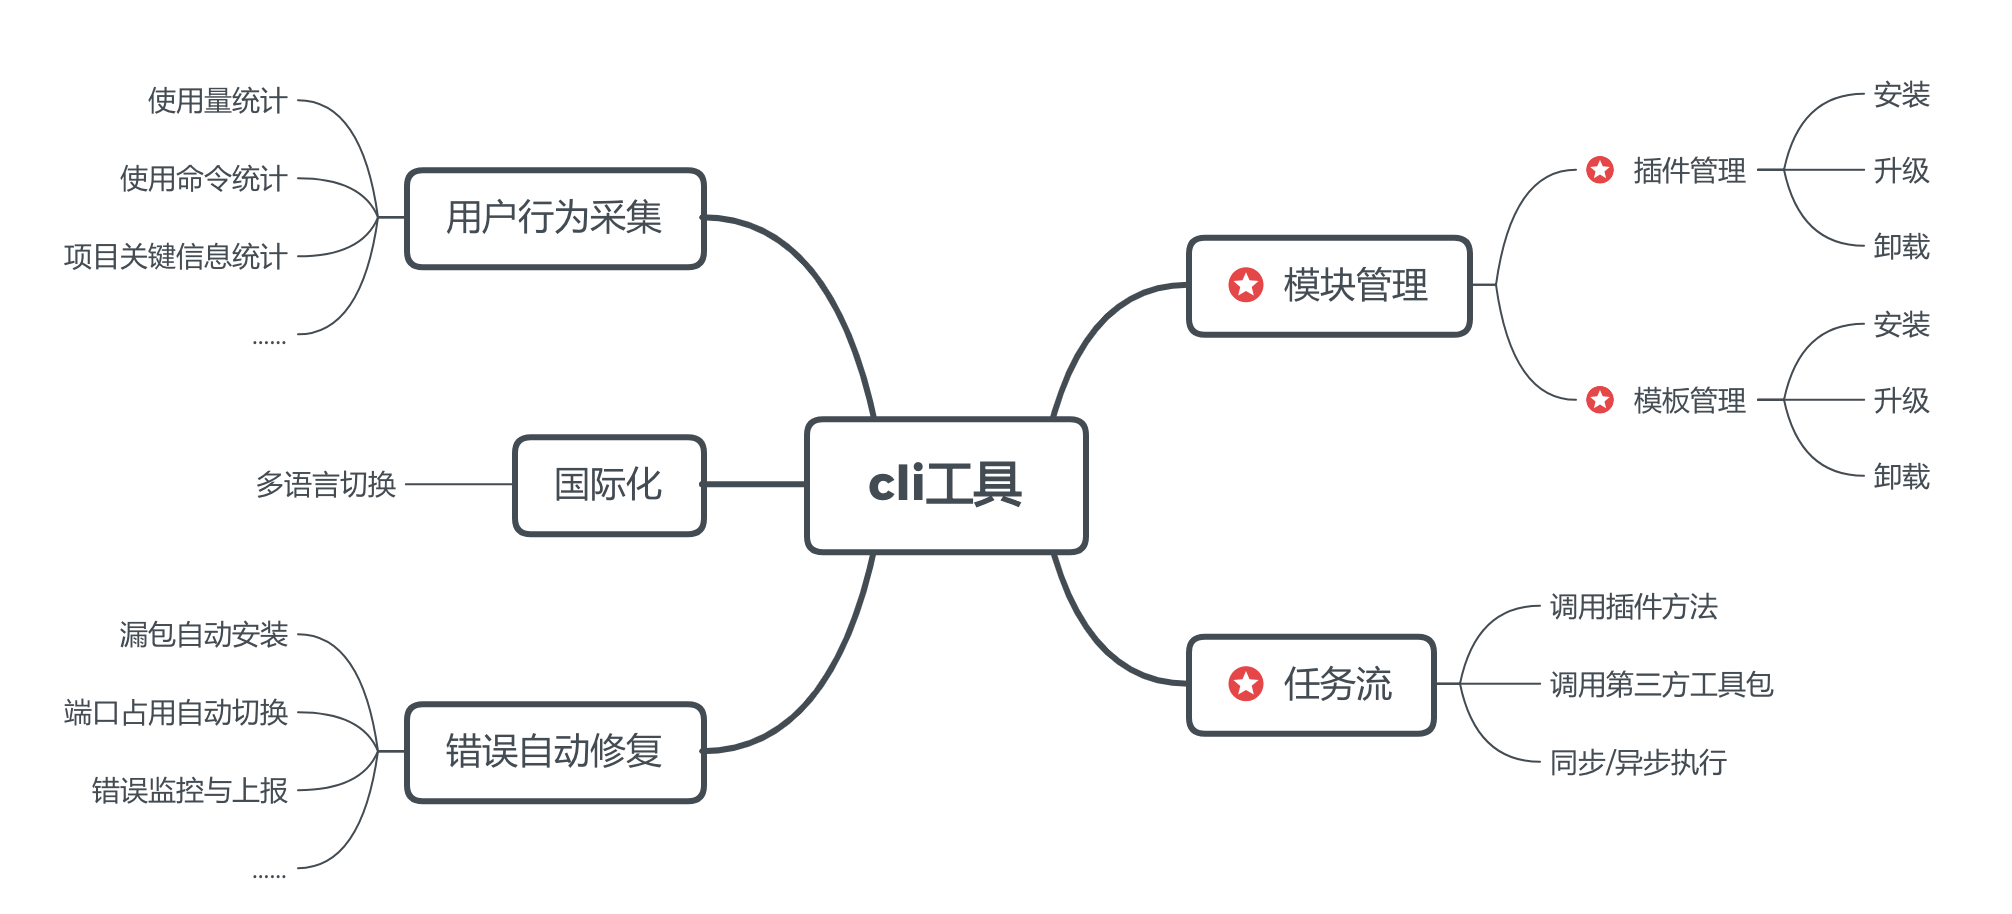 使用量统计
使用命令统计
项目关键信息统计
......
用户行为采集
多语言切换
国际化
漏包自动安装
端口占用自动切换
错误监控与上报
......
错误自动修复
cli工具
模块管理
插件管理
安装
升级
卸载
模板管理
安装
升级
卸载
任务流
调用插件方法
调用第三方工具包
同步/异步执行